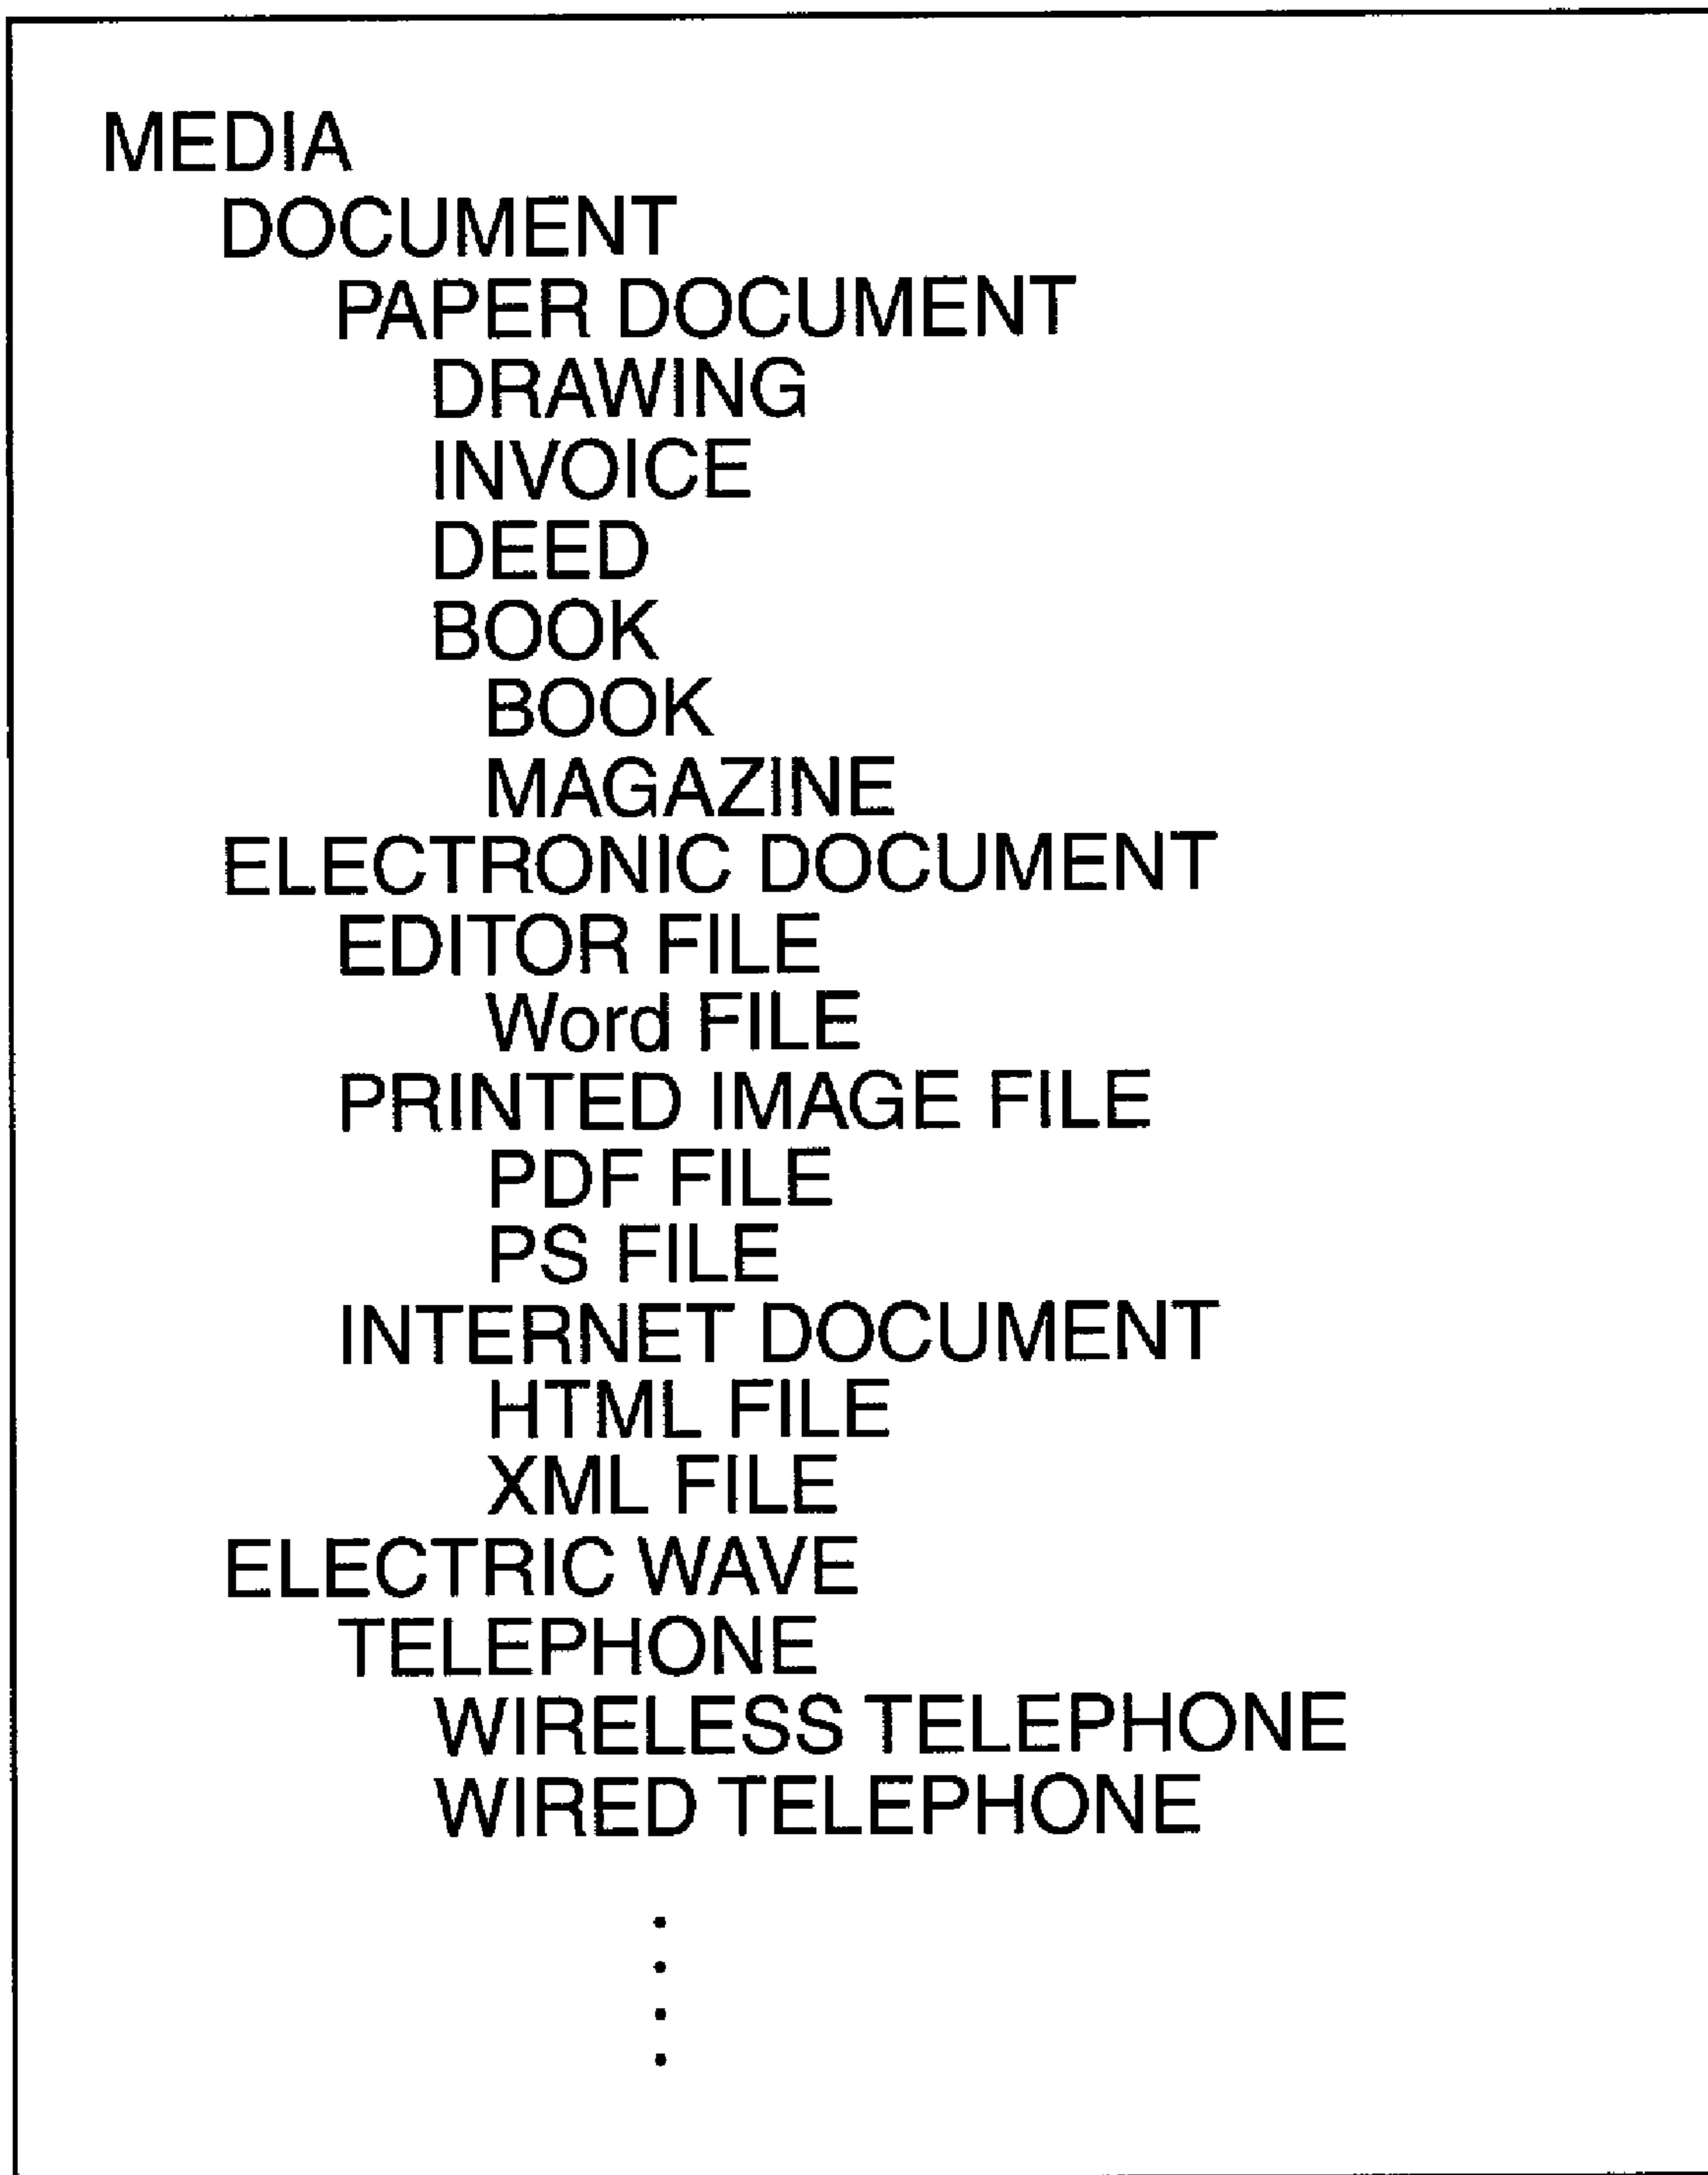 MEDIA
DOCUMENT
PAPER DOCUMENT
DRAWING
INVOICE
DEED
BOOK
BOOK
MAGAZINE
ELECTRONIC DOCUMENT
EDITOR FILE
Word FILE
PRINTED IMAGE FILE
PDF FILE
PS FILE
INTERNET DOCUMENT
HTML FILE
XML FILE
ELECTRIC WAVE
TELEPHONE
WIRELESS TELEPHONE
WIRED TELEPHONE